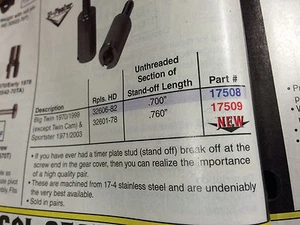 Unthreaded
Section of
Description Rpls. HD Stand-off Length Part #
Big Twin 1970/1999 32606-82 .700" 17508
(except Twin Cam) & 32601-78 .760" 17509
Sportster 1971/2003 NEW
• If you have ever had a timer plate stud (stand off) break off at the
screw end in the gear cover, then you can realize the importance
of a high quality pair.
• These are machined from 17-4 stainless steel and are undeniably
the very best available.
• Sold in pairs.